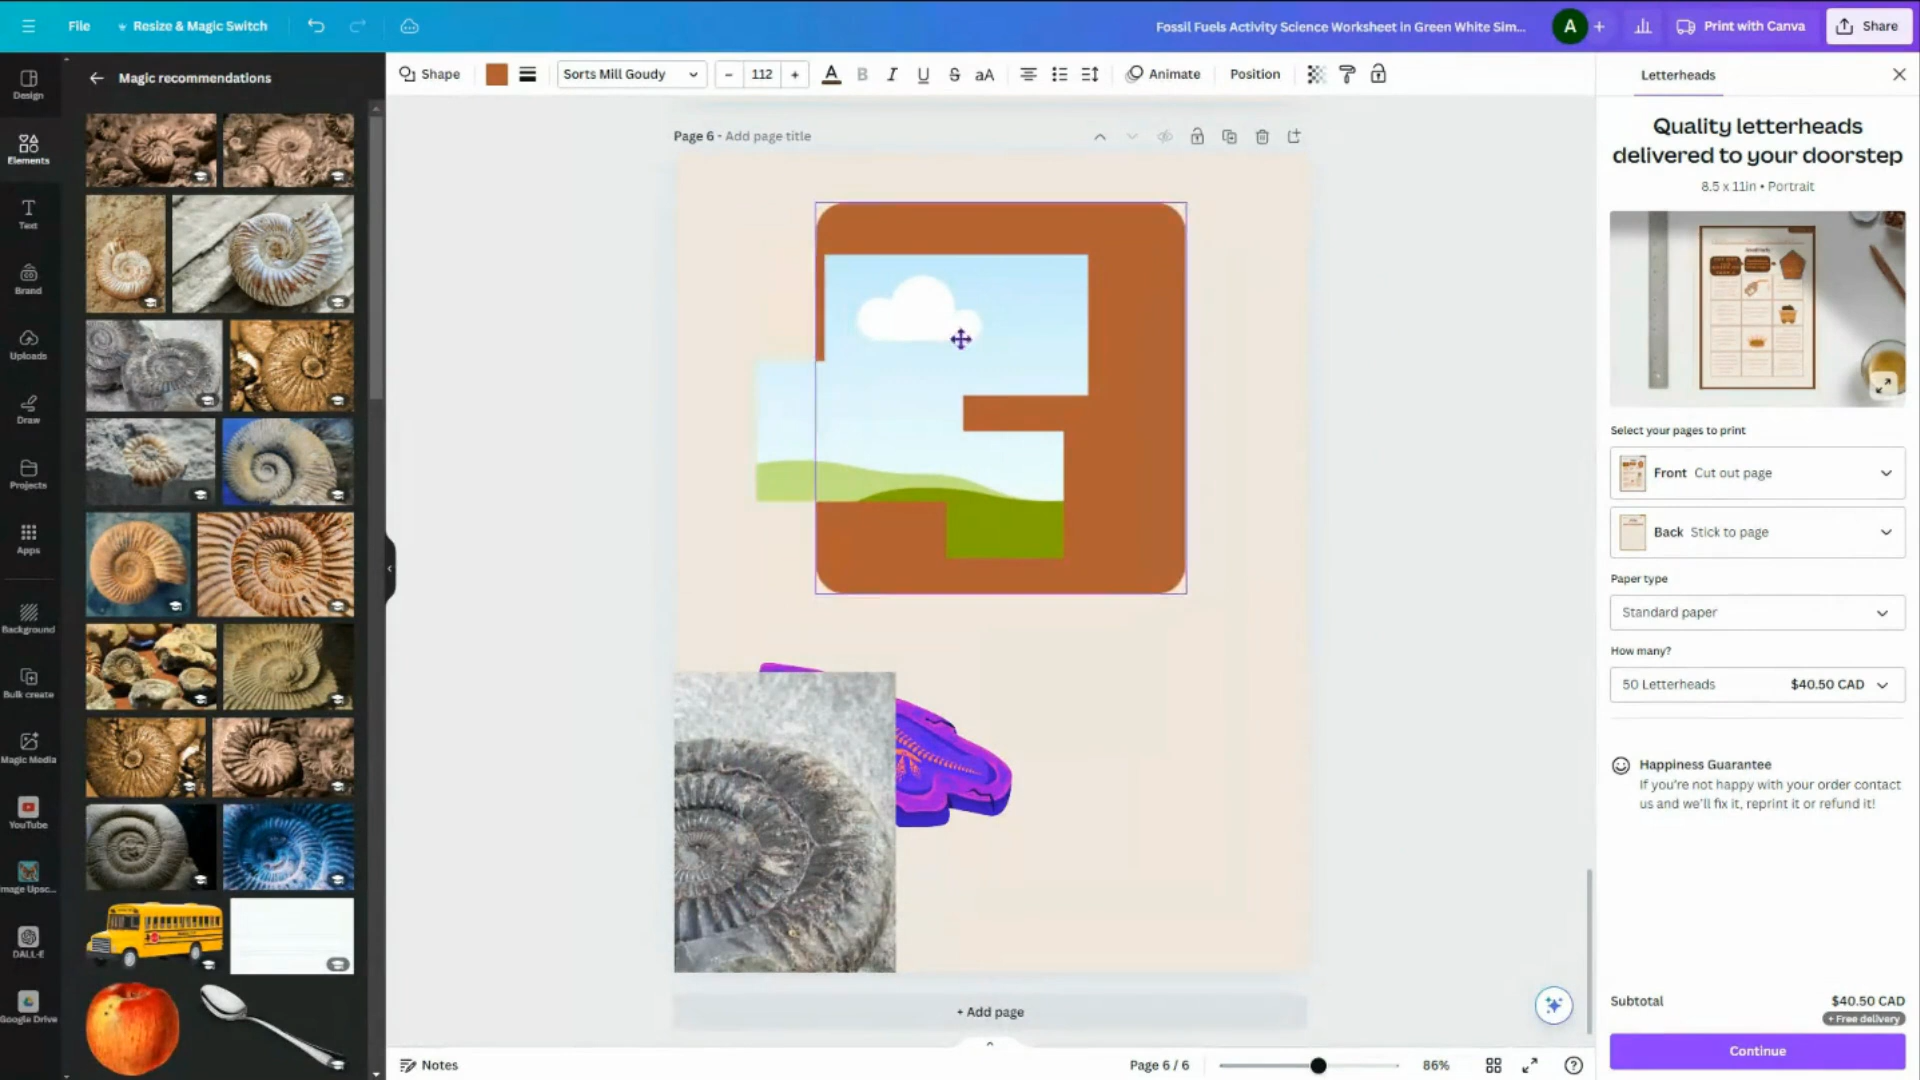 File
Resize & Magic Switch
Fossil Fuels Activity Science Worksheet in Green White Sim...
A
Print with Canva
Share
Design
Elements
Text
Brand
Uploads
Draw
Projects
Apps
Background
Bulk create
Magic Media
YouTube
Image Upsc...
DALL·E
Google Drive
Magic recommendations
Shape
Sorts Mill Goudy
– 112 +
A B I U S aA
Animate
Position
Page 6 - Add page title
+ Add page
Notes
Page 6 / 6
86%
Letterheads
Quality letterheads
delivered to your doorstep
8.5 x 11in • Portrait
Select your pages to print
Front Cut out page
Back Stick to page
Paper type
Standard paper
How many?
50 Letterheads $40.50 CAD
Happiness Guarantee
If you're not happy with your order contact
us and we'll fix it, reprint it or refund it!
Subtotal $40.50 CAD
+ Free delivery
Continue